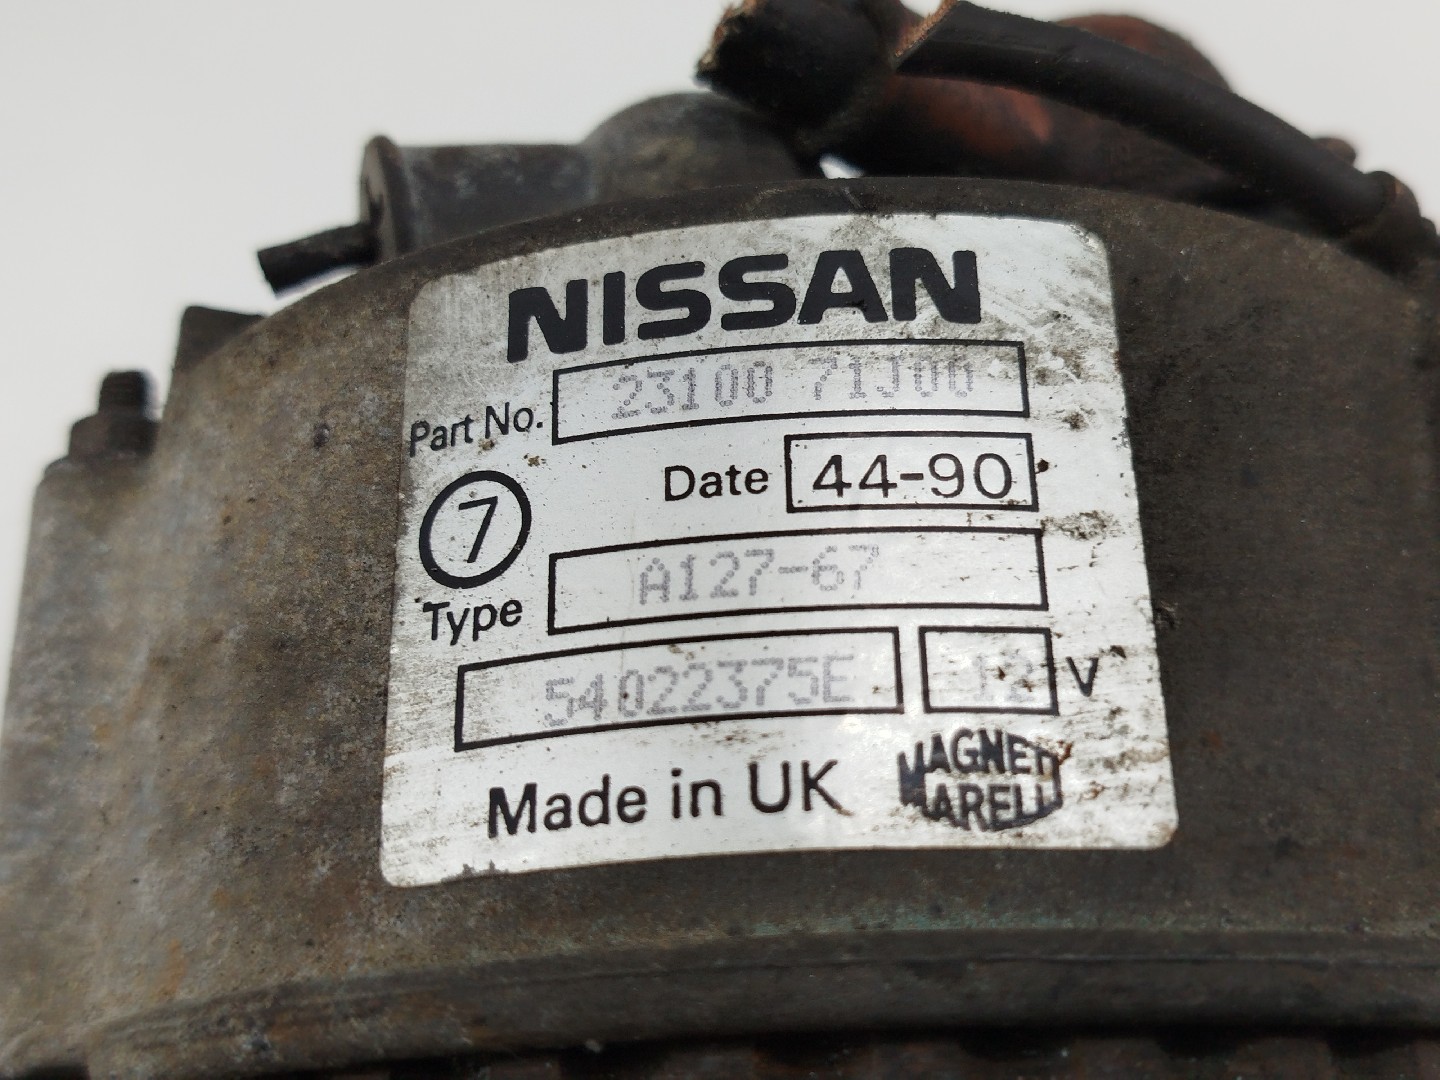 NISSAN
Part No. 23100 71J00
Date 44-90
7
Type A127-67
54022375E 12 V
Made in UK MAGNETI MARELLI